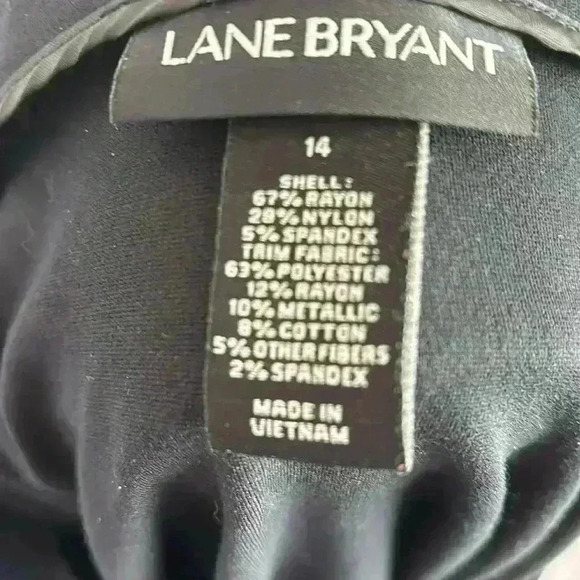 LANE BRYANT
14
SHELL:
67% RAYON
28% NYLON
5% SPANDEX
TRIM FABRIC:
63% POLYESTER
12% RAYON
10% METALLIC
8% COTTON
5% OTHER FIBERS
2% SPANDEX
MADE IN
VIETNAM